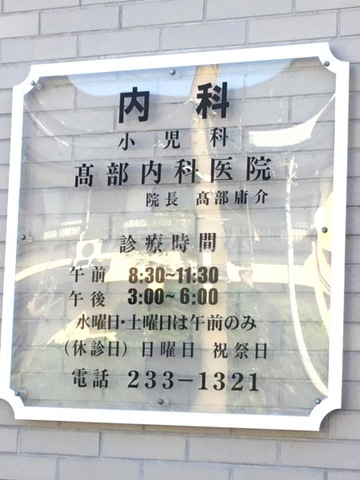 内科
小児科
髙部内科医院
院長 髙部庸介
診療時間
午前 8:30~11:30
午後 3:00~6:00
水曜日・土曜日は午前のみ
(休診日) 日曜日 祝祭日
電話 233-1321